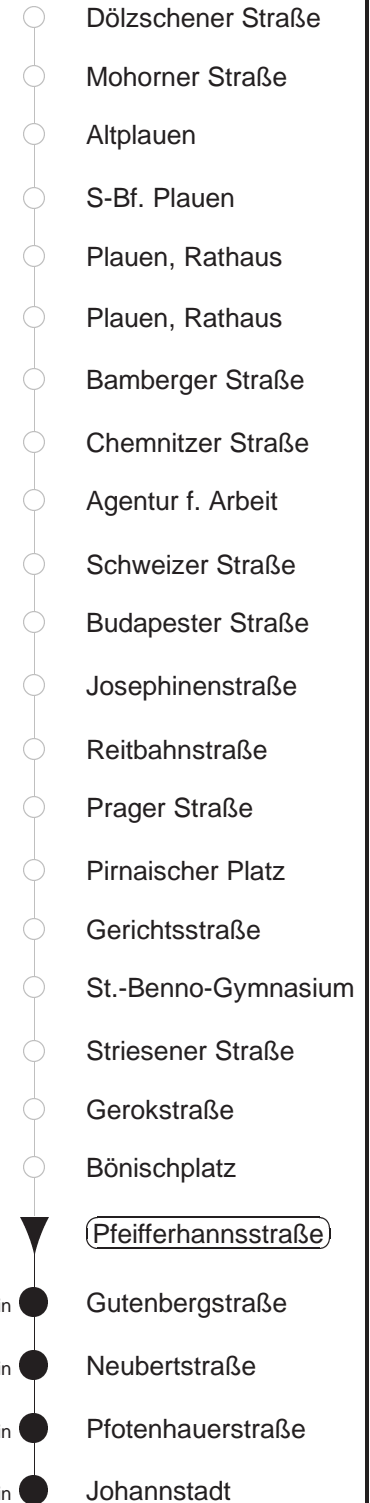 Dölzschener Straße
Mohorner Straße
Altplauen
S-Bf. Plauen
Plauen, Rathaus
Plauen, Rathaus
Bamberger Straße
Chemnitzer Straße
Agentur f. Arbeit
Schweizer Straße
Budapester Straße
Josephinenstraße
Reitbahnstraße
Prager Straße
Pirnaischer Platz
Gerichtsstraße
St.-Benno-Gymnasium
Striesener Straße
Gerokstraße
Bönischplatz
Pfeifferhannsstraße
Gutenbergstraße
Neubertstraße
Pfotenhauerstraße
Johannstadt